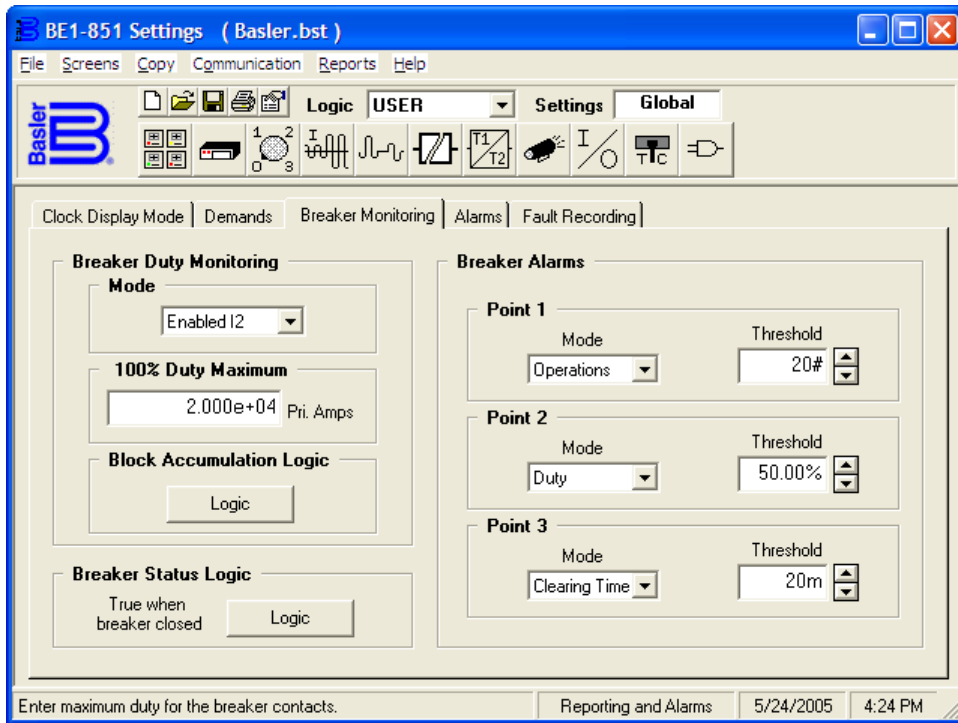 BE1-851 Settings ( Basler.bst )
File Screens Copy Communication Reports Help
Basler
Logic USER Settings Global
1 2 0 3
I
T1 T2
I O
T C
Clock Display Mode Demands Breaker Monitoring Alarms Fault Recording
Breaker Duty Monitoring
Mode
Enabled I2
100% Duty Maximum
2.000e+04 Pri. Amps
Block Accumulation Logic
Logic
Breaker Status Logic
True when
breaker closed
Logic
Breaker Alarms
Point 1
Mode Threshold
Operations 20#
Point 2
Mode Threshold
Duty 50.00%
Point 3
Mode Threshold
Clearing Time 20m
Enter maximum duty for the breaker contacts. Reporting and Alarms 5/24/2005 4:24 PM